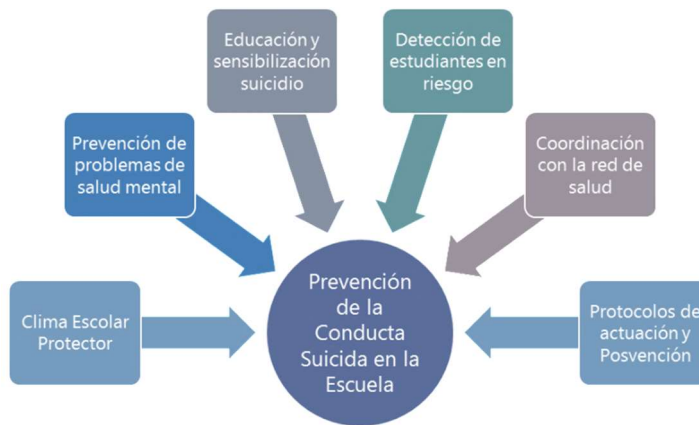 Educación y
sensibilización
suicidio
Detección de
estudiantes en
riesgo
Prevención de
problemas de
salud mental
Coordinación
con la red de
salud
Clima Escolar
Protector
Prevención
de la
Conducta
Suicida en la
Escuela
Protocolos de
actuación y
Posvención